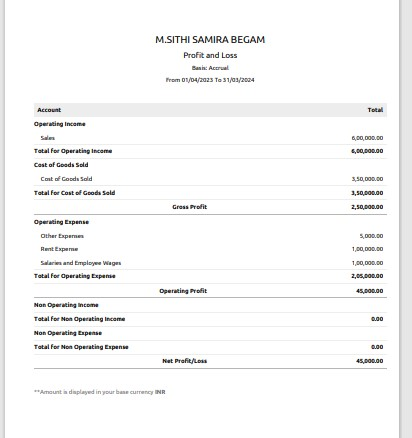 M.SITHI SAMIRA BEGAM
Profit and Loss
Basis: Accrual
From 01/04/2023 To 31/03/2024
Account Total
Operating Income
Sales 6,00,000.00
Total for Operating Income 6,00,000.00
Cost of Goods Sold
Cost of Goods Sold 3,50,000.00
Total for Cost of Goods Sold 3,50,000.00
Gross Profit 2,50,000.00
Operating Expense
Other Expenses 5,000.00
Rent Expense 1,00,000.00
Salaries and Employee Wages 1,00,000.00
Total for Operating Expense 2,05,000.00
Operating Profit 45,000.00
Non Operating Income
Total for Non Operating Income 0.00
Non Operating Expense
Total for Non Operating Expense 0.00
Net Profit/Loss 45,000.00
**Amount is displayed in your base currency INR